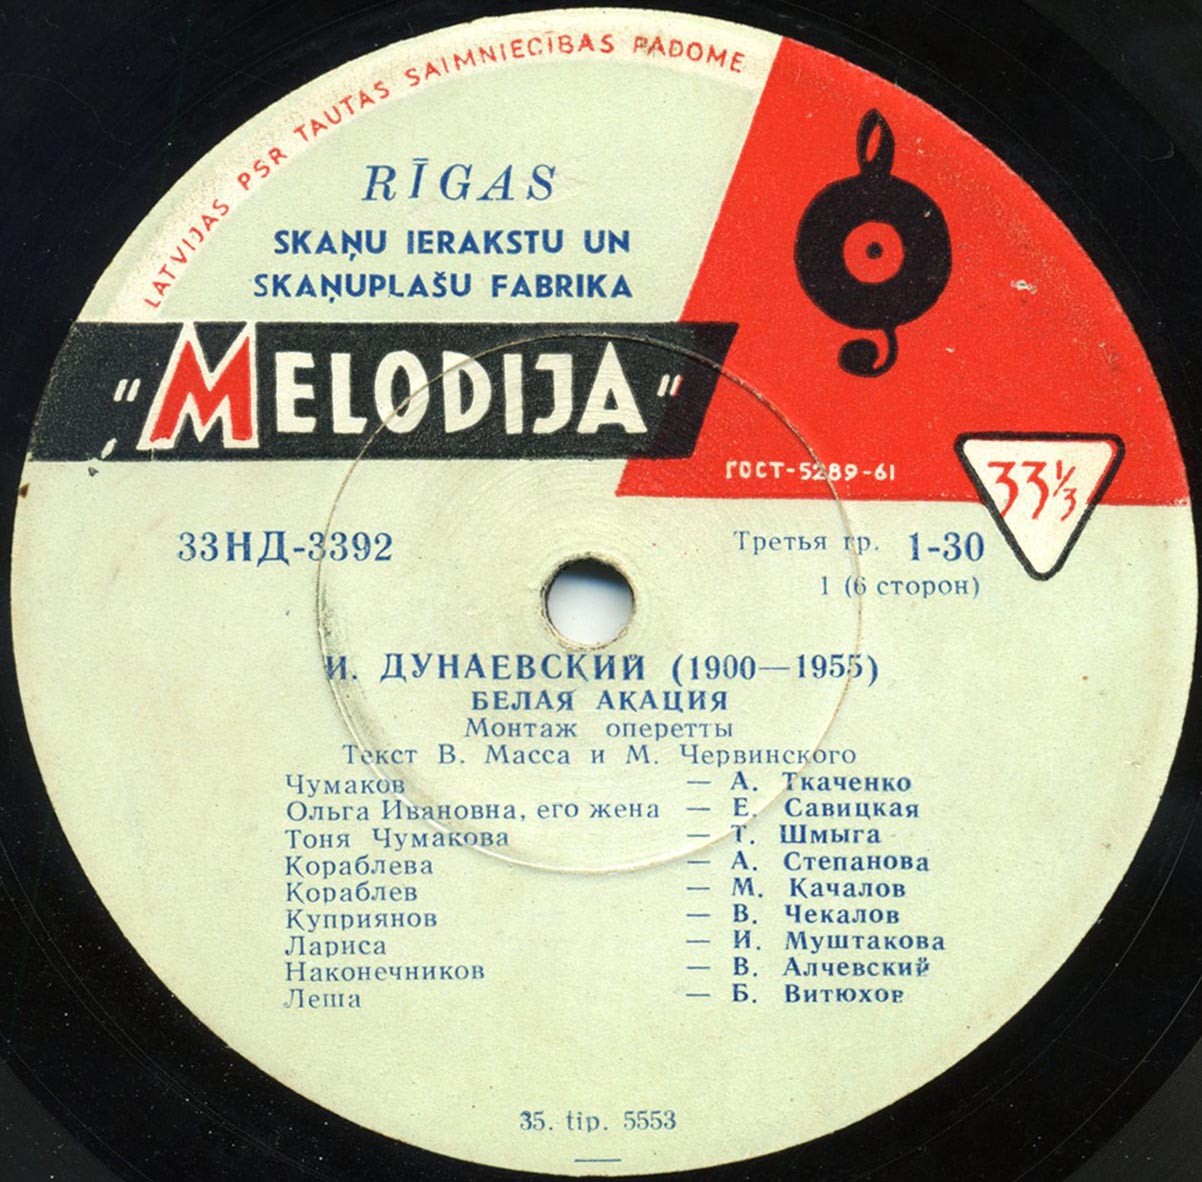 LATVIJAS PSR TAUTAS SAIMNIECĪBAS PADOME
RĪGAS
SKAŅU IERAKSTU UN
SKAŅUPLAŠU FABRIKA
"MELODIJA"
ГОСТ-5289-61
33⅓
33НД-3392
Третья гр. 1-30
1 (6 сторон)
И. ДУНАЕВСКИЙ (1900—1955)
БЕЛАЯ АКАЦИЯ
Монтаж оперетты
Текст В. Масса и М. Червинского
Чумаков — А. Ткаченко
Ольга Ивановна, его жена — Е. Савицкая
Тоня Чумакова — Т. Шмыга
Кораблева — А. Степанова
Кораблев — М. Качалов
Куприянов — В. Чекалов
Лариса — И. Муштакова
Наконечников — В. Алчевский
Леша — Б. Витюхов
35. tip. 5553